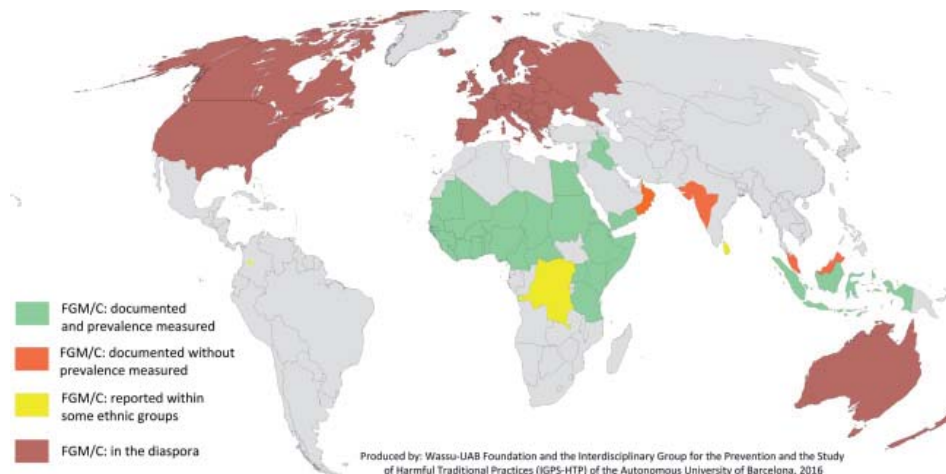 FGM/C: documented
and prevalence measured
FGM/C: documented without
prevalence measured
FGM/C: reported within
some ethnic groups
FGM/C: in the diaspora
Produced by: Wassu-UAB Foundation and the Interdisciplinary Group for the Prevention and the Study
of Harmful Traditional Practices (IGPS-HTP) of the Autonomous University of Barcelona, 2016